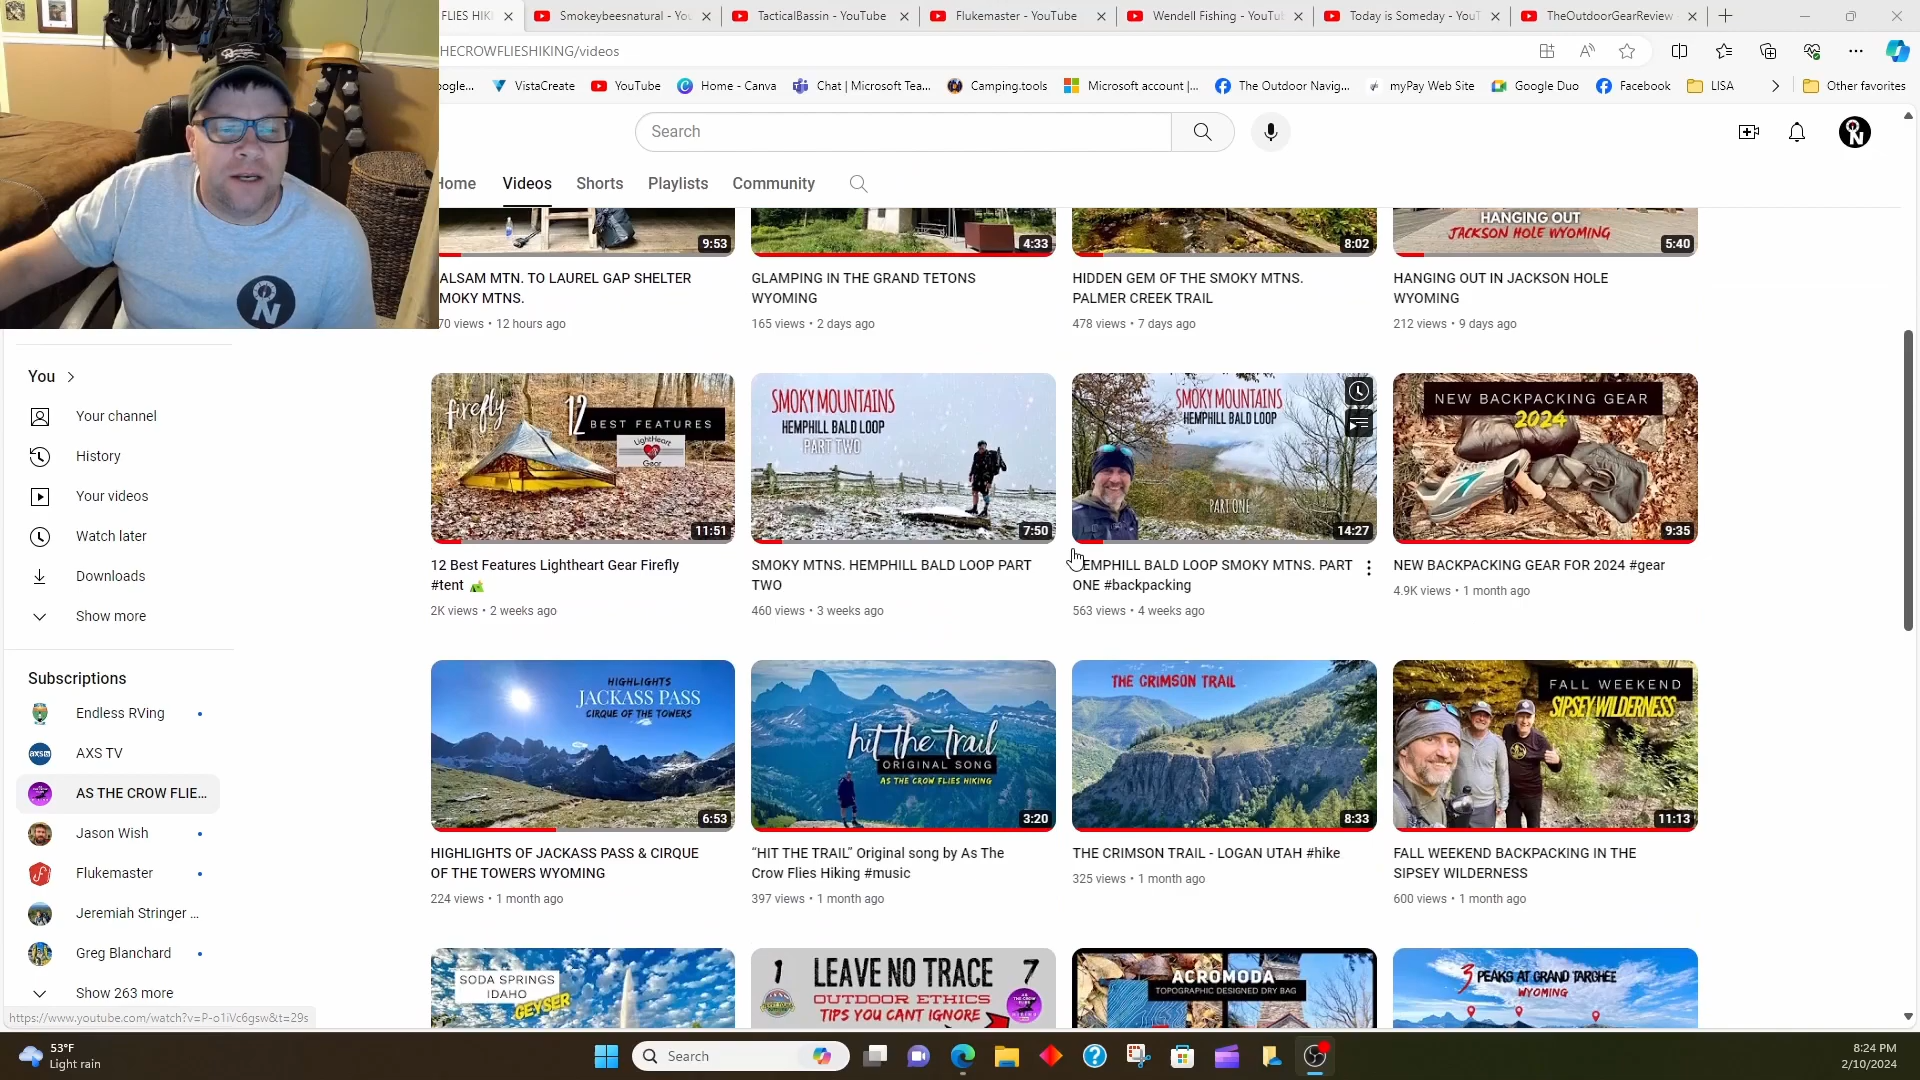 FLIES HIK
Smokeybeesnatural - You
TacticalBassin - YouTube
Flukemaster - YouTube
Wendell Fishing - YouTu
Today is Someday - YouT
TheOutdoorGearReview
HECROWFLIESHIKING/videos
ogle...
VistaCreate
YouTube
Home - Canva
Chat | Microsoft Tea...
Camping.tools
Microsoft account |...
The Outdoor Navig...
myPay Web Site
Google Duo
Facebook
LISA
Other favorites
Search
ome
Videos
Shorts
Playlists
Community
HANGING OUT
JACKSON HOLE WYOMING
9:53
4:33
8:02
5:40
ALSAM MTN. TO LAUREL GAP SHELTER
MOKY MTNS.
70 views • 12 hours ago
GLAMPING IN THE GRAND TETONS
WYOMING
165 views • 2 days ago
HIDDEN GEM OF THE SMOKY MTNS.
PALMER CREEK TRAIL
478 views • 7 days ago
HANGING OUT IN JACKSON HOLE
WYOMING
212 views • 9 days ago
You
Your channel
History
Your videos
Watch later
Downloads
Show more
firefly
12 BEST FEATURES
LightHeart
Gear
11:51
SMOKY MOUNTAINS
HEMPHILL BALD LOOP
PART TWO
7:50
SMOKY MOUNTAINS
HEMPHILL BALD LOOP
PART ONE
14:27
NEW BACKPACKING GEAR
2024
9:35
12 Best Features Lightheart Gear Firefly
#tent
2K views • 2 weeks ago
SMOKY MTNS. HEMPHILL BALD LOOP PART
TWO
460 views • 3 weeks ago
EMPHILL BALD LOOP SMOKY MTNS. PART
ONE #backpacking
563 views • 4 weeks ago
NEW BACKPACKING GEAR FOR 2024 #gear
4.9K views • 1 month ago
Subscriptions
Endless RVing
AXS TV
AS THE CROW FLIE...
Jason Wish
Flukemaster
Jeremiah Stringer ...
Greg Blanchard
Show 263 more
HIGHLIGHTS
JACKASS PASS
CIRQUE OF THE TOWERS
6:53
hit the trail
ORIGINAL SONG
AS THE CROW FLIES HIKING
3:20
THE CRIMSON TRAIL
8:33
FALL WEEKEND
SIPSEY WILDERNESS
11:13
HIGHLIGHTS OF JACKASS PASS & CIRQUE
OF THE TOWERS WYOMING
224 views • 1 month ago
“HIT THE TRAIL” Original song by As The
Crow Flies Hiking #music
397 views • 1 month ago
THE CRIMSON TRAIL - LOGAN UTAH #hike
325 views • 1 month ago
FALL WEEKEND BACKPACKING IN THE
SIPSEY WILDERNESS
600 views • 1 month ago
SODA SPRINGS
IDAHO
GEYSER
1 LEAVE NO TRACE 7
OUTDOOR ETHICS
TIPS YOU CANT IGNORE
ACROMODA
TOPOGRAPHIC DESIGNED DRY BAG
3 PEAKS AT GRAND TARGHEE
WYOMING
https://www.youtube.com/watch?v=P-o1iVc6gsw&t=29s
53°F
Light rain
Search
8:24 PM
2/10/2024